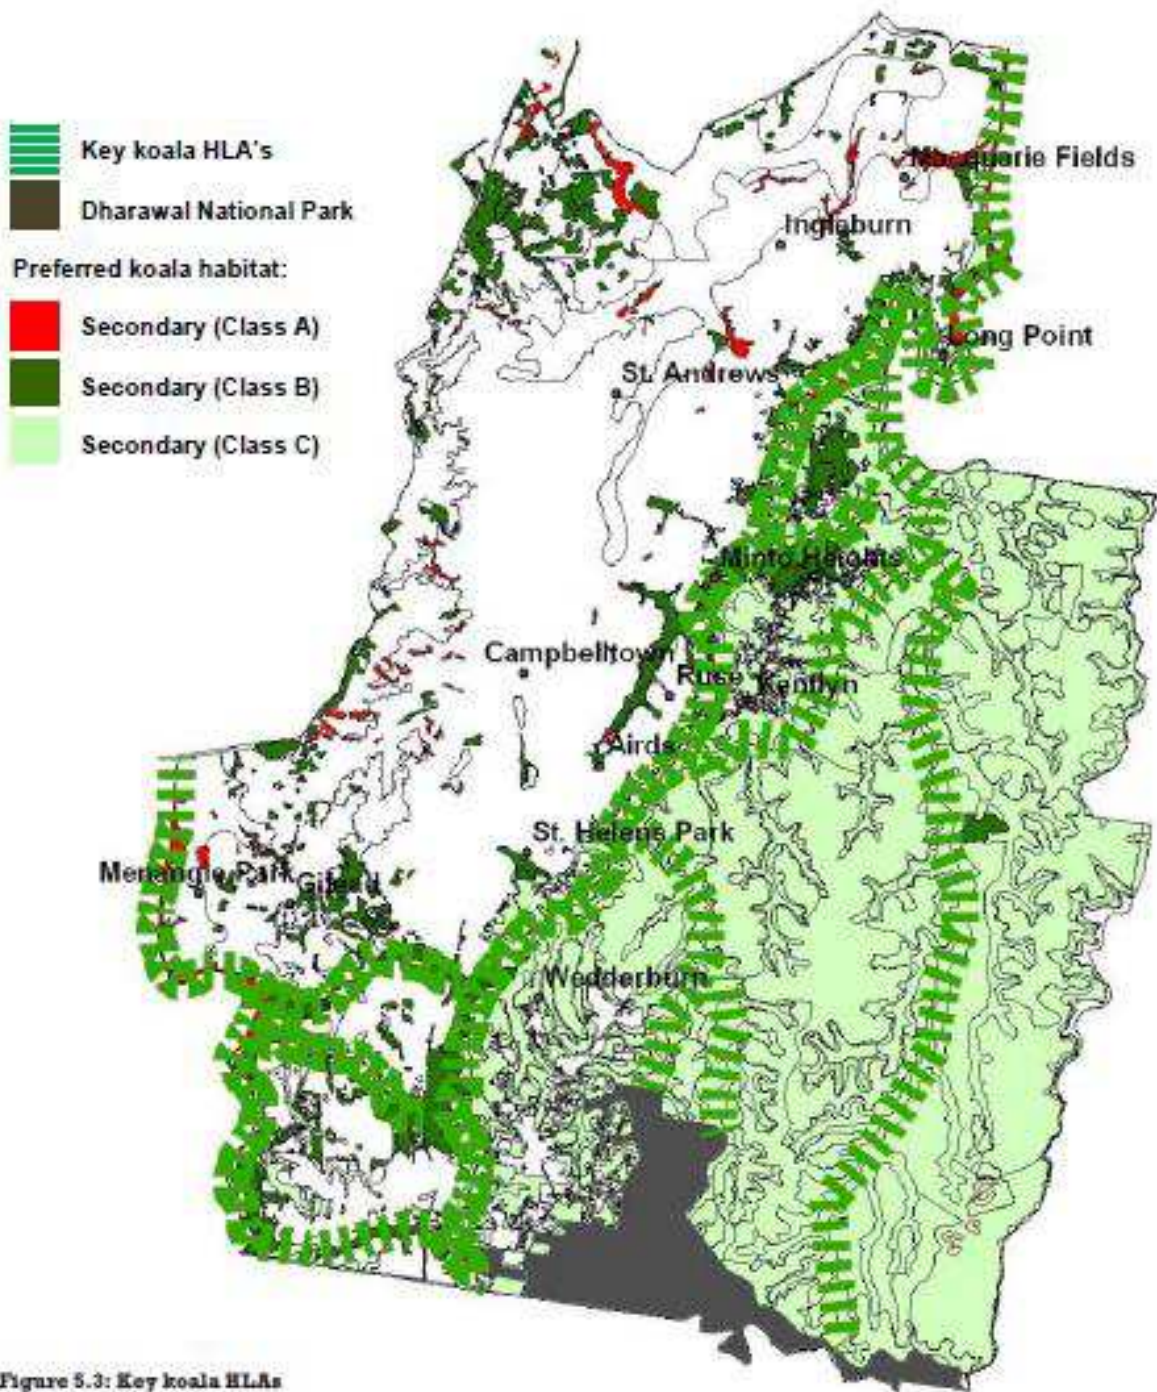 Key koala HLA's
Dharawal National Park
Preferred koala habitat:
Secondary (Class A)
Secondary (Class B)
Secondary (Class C)
Macquarie Fields
Ingleburn
Long Point
St. Andrews
Minto Heights
Campbelltown
Ruse
Kentlyn
Airds
St. Helens Park
Menangle Park
Gilead
Wedderburn
Figure 5.3: Key koala HLAs